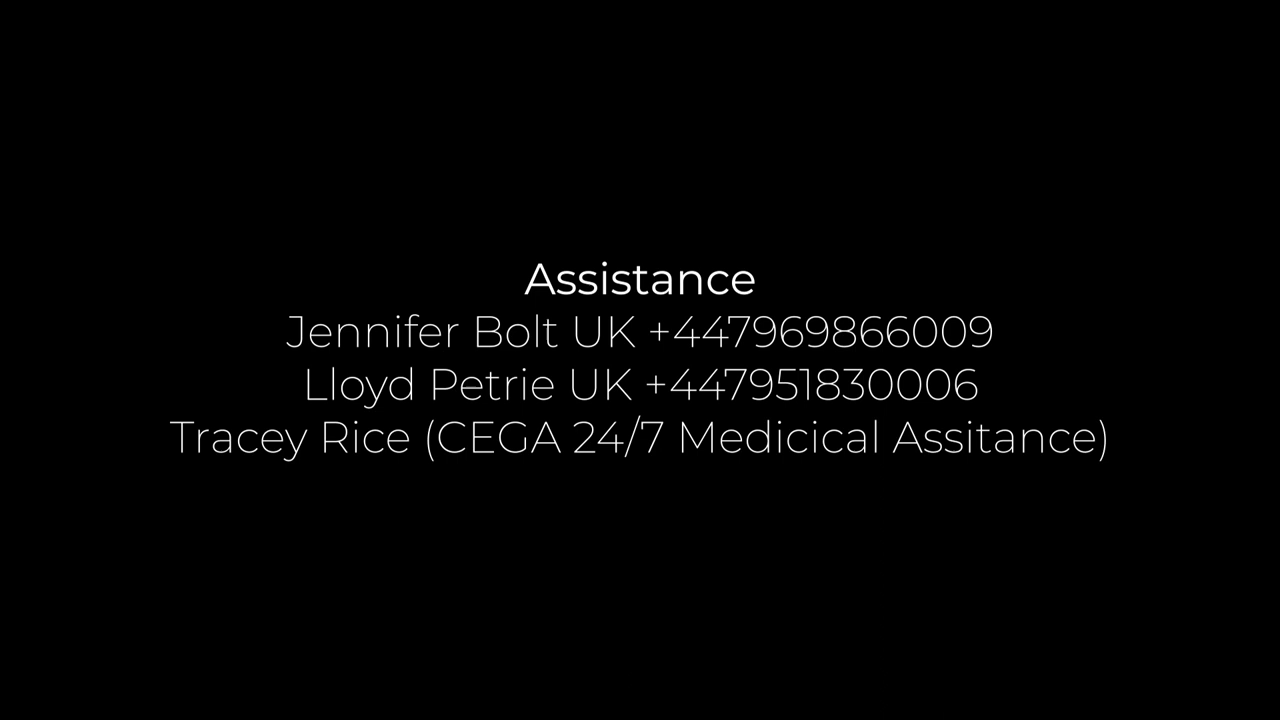 Assistance
Jennifer Bolt UK +447969866009
Lloyd Petrie UK +447951830006
Tracey Rice (CEGA 24/7 Medicical Assitance)